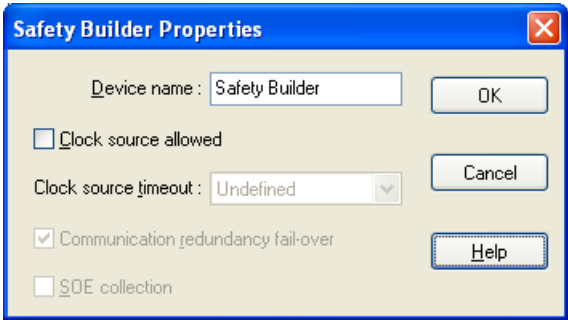 Safety Builder Properties
Device name : Safety Builder
OK
Clock source allowed
Cancel
Clock source timeout : Undefined
Communication redundancy fail-over
Help
SOE collection